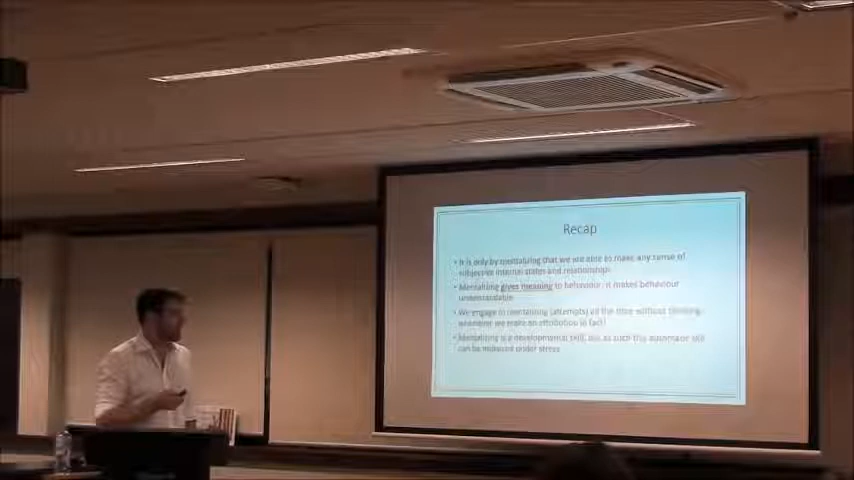 Recap
• It is only by mentalizing that we are able to make any sense of
subjective internal states and relationships
• Mentalizing gives meaning to behaviour: it makes behaviour
understandable
• We engage in mentalizing (attempts) all the time without thinking,
whenever we make an attribution in fact!
• Mentalizing is a developmental skill, but as such this automatic skill
can be reduced under stress